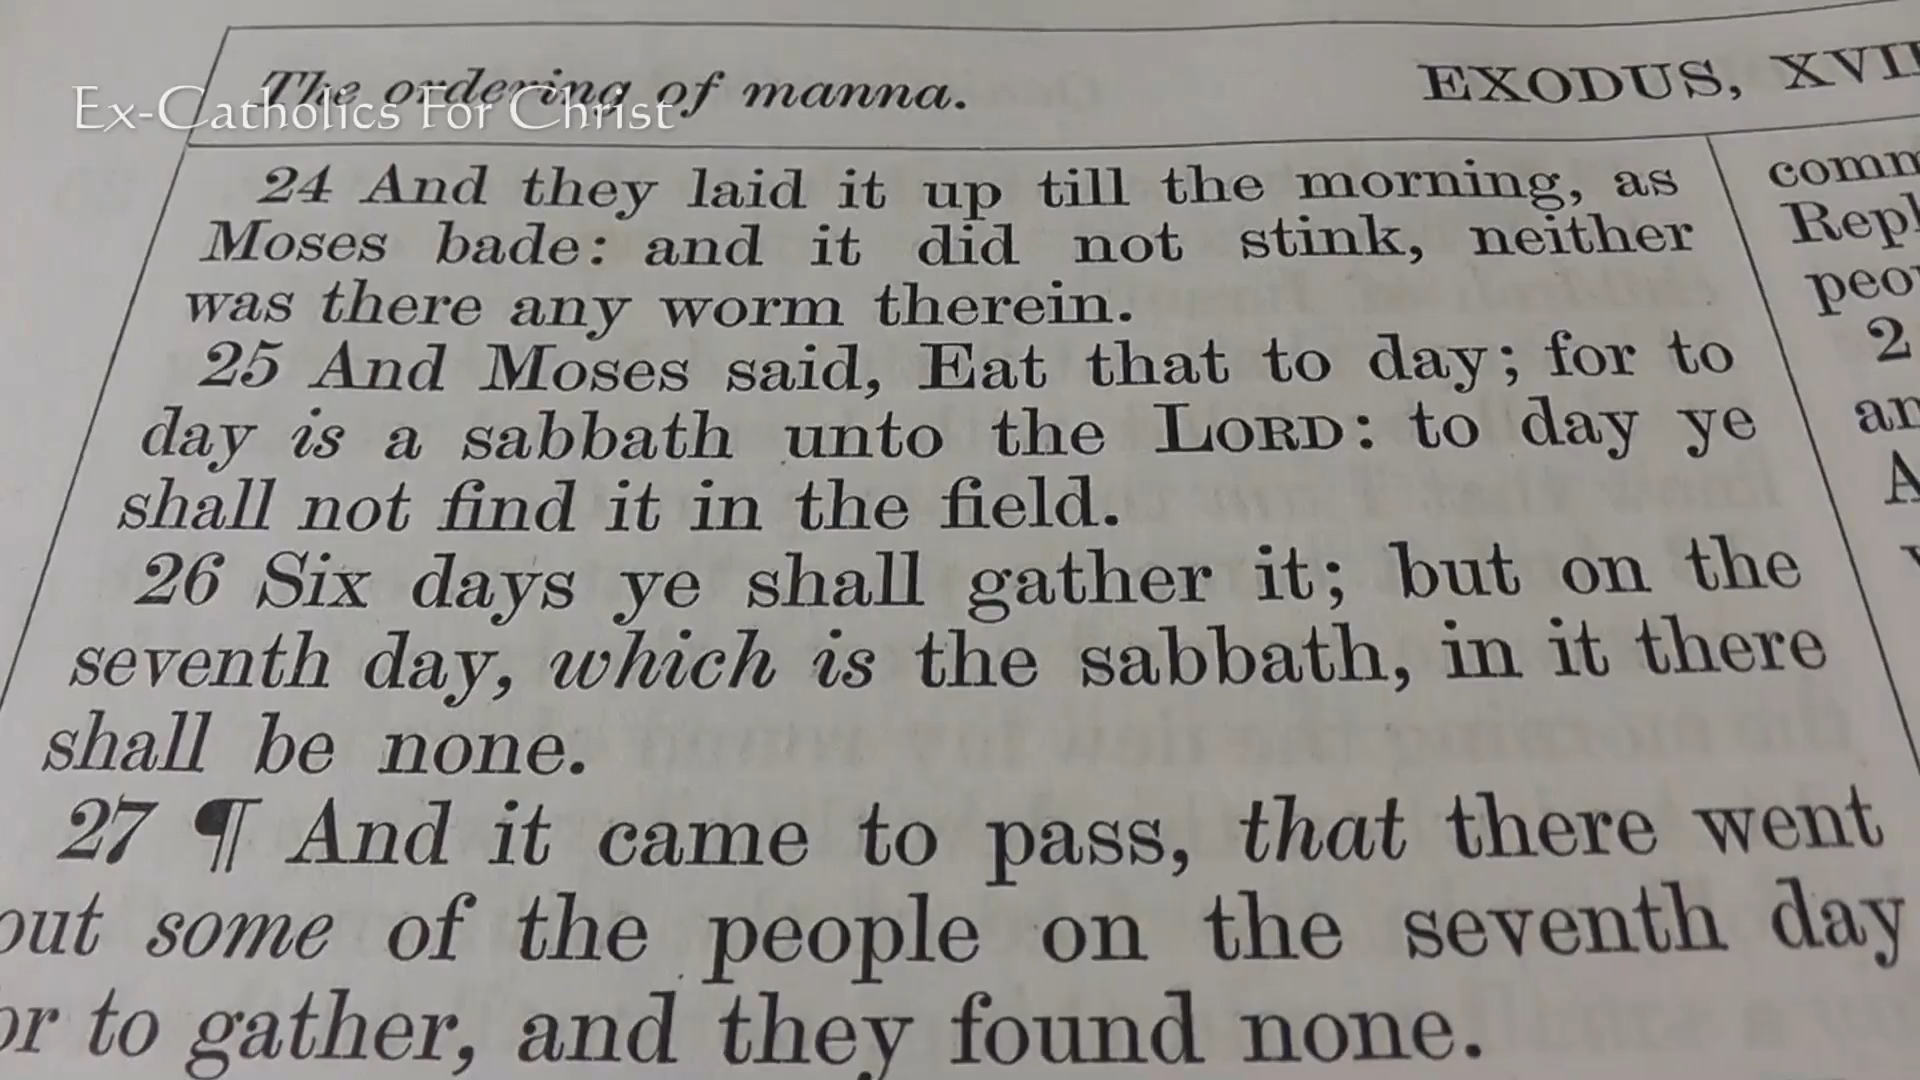 Ex-Catholics For Christ
The ordering of manna.
EXODUS, XVII
24 And they laid it up till the morning, as
Moses bade: and it did not stink, neither
was there any worm therein.
25 And Moses said, Eat that to day; for to
day is a sabbath unto the LORD: to day ye
shall not find it in the field.
26 Six days ye shall gather it; but on the
seventh day, which is the sabbath, in it there
shall be none.
27 ¶ And it came to pass, that there went
out some of the people on the seventh day
or to gather, and they found none.
2